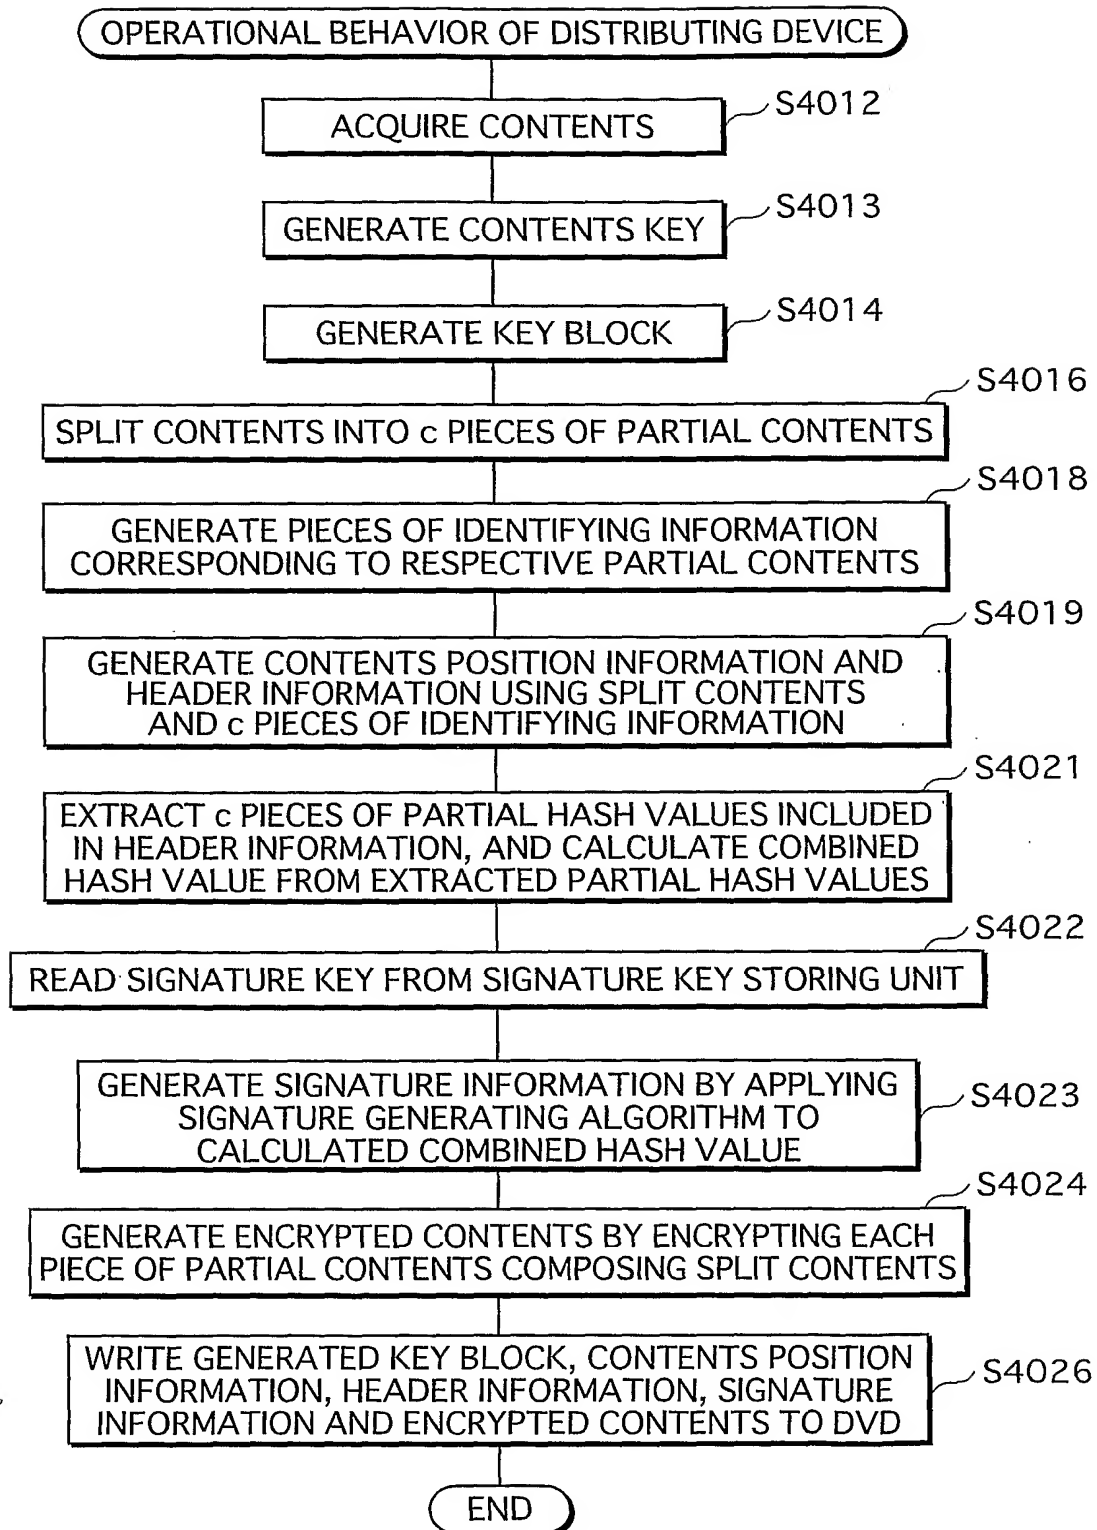 OPERATIONAL BEHAVIOR OF DISTRIBUTING DEVICE
S4012
ACQUIRE CONTENTS
S4013
GENERATE CONTENTS KEY
S4014
GENERATE KEY BLOCK
S4016
SPLIT CONTENTS INTO c PIECES OF PARTIAL CONTENTS
S4018
GENERATE PIECES OF IDENTIFYING INFORMATION
CORRESPONDING TO RESPECTIVE PARTIAL CONTENTS
S4019
GENERATE CONTENTS POSITION INFORMATION AND
HEADER INFORMATION USING SPLIT CONTENTS
AND c PIECES OF IDENTIFYING INFORMATION
S4021
EXTRACT c PIECES OF PARTIAL HASH VALUES INCLUDED
IN HEADER INFORMATION, AND CALCULATE COMBINED
HASH VALUE FROM EXTRACTED PARTIAL HASH VALUES
S4022
READ SIGNATURE KEY FROM SIGNATURE KEY STORING UNIT
GENERATE SIGNATURE INFORMATION BY APPLYING
SIGNATURE GENERATING ALGORITHM TO
CALCULATED COMBINED HASH VALUE
S4023
S4024
GENERATE ENCRYPTED CONTENTS BY ENCRYPTING EACH
PIECE OF PARTIAL CONTENTS COMPOSING SPLIT CONTENTS
WRITE GENERATED KEY BLOCK, CONTENTS POSITION
INFORMATION, HEADER INFORMATION, SIGNATURE
INFORMATION AND ENCRYPTED CONTENTS TO DVD
S4026
END